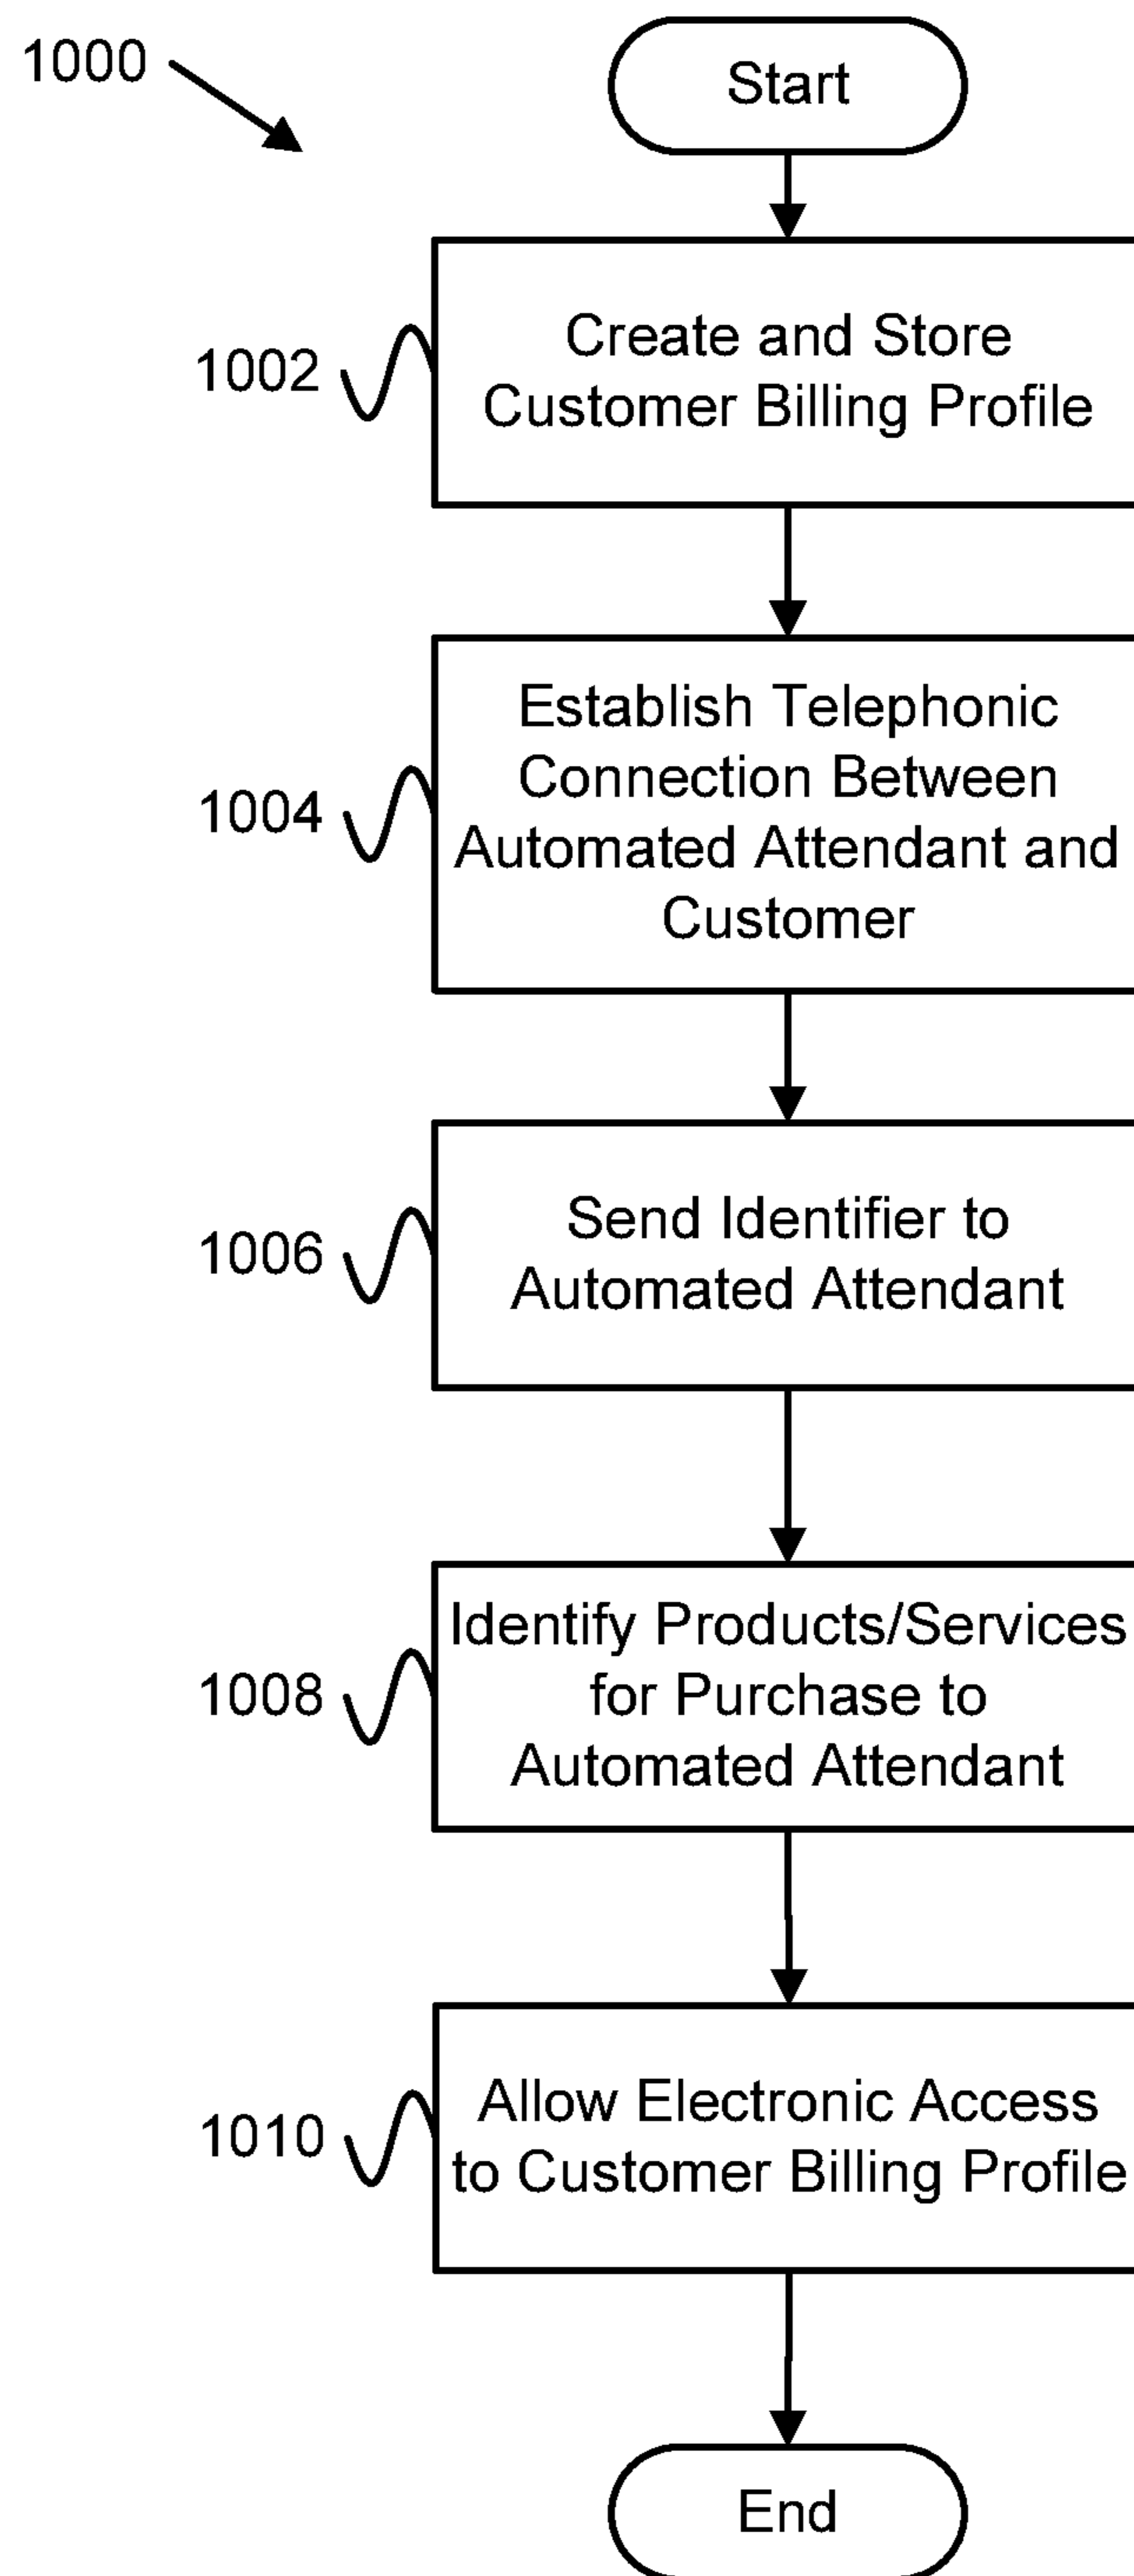 1000
Start
1002
Create and Store
Customer Billing Profile
1004
Establish Telephonic
Connection Between
Automated Attendant and
Customer
1006
Send Identifier to
Automated Attendant
1008
Identify Products/Services
for Purchase to
Automated Attendant
1010
Allow Electronic Access
to Customer Billing Profile
End